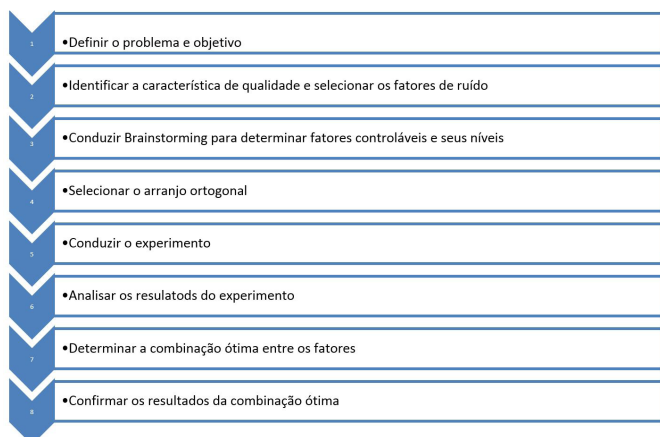 1
•Definir o problema e objetivo
2
•Identificar a característica de qualidade e selecionar os fatores de ruído
3
•Conduzir Brainstorming para determinar fatores controláveis e seus níveis
4
•Selecionar o arranjo ortogonal
5
•Conduzir o experimento
6
•Analisar os resulatods do experimento
7
•Determinar a combinação ótima entre os fatores
8
•Confirmar os resultados da combinação ótima